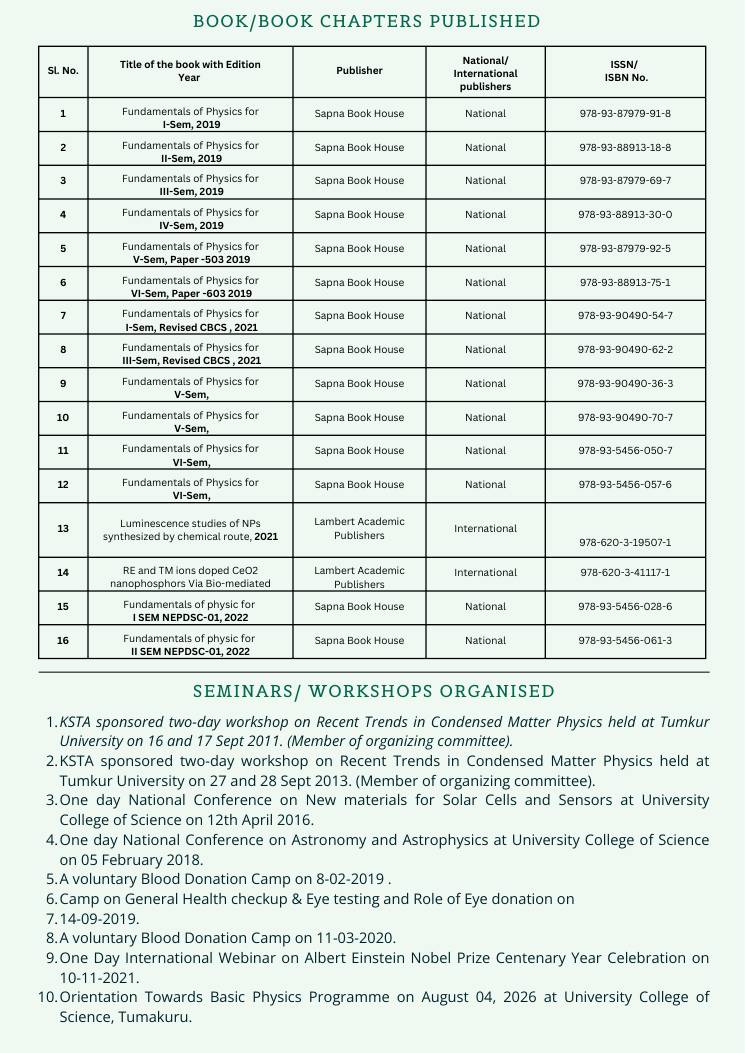 BOOK/BOOK CHAPTERS PUBLISHED
Sl. No.
Title of the book with Edition
Year
Publisher
National/
International
publishers
ISSN/
ISBN No.
1
Fundamentals of Physics for
I-Sem, 2019
Sapna Book House
National
978-93-87979-91-8
2
Fundamentals of Physics for
II-Sem, 2019
Sapna Book House
National
978-93-88913-18-8
3
Fundamentals of Physics for
III-Sem, 2019
Sapna Book House
National
978-93-87979-69-7
4
Fundamentals of Physics for
IV-Sem, 2019
Sapna Book House
National
978-93-88913-30-0
5
Fundamentals of Physics for
V-Sem, Paper -503 2019
Sapna Book House
National
978-93-87979-92-5
6
Fundamentals of Physics for
VI-Sem, Paper -603 2019
Sapna Book House
National
978-93-88913-75-1
7
Fundamentals of Physics for
I-Sem, Revised CBCS , 2021
Sapna Book House
National
978-93-90490-54-7
8
Fundamentals of Physics for
III-Sem, Revised CBCS , 2021
Sapna Book House
National
978-93-90490-62-2
9
Fundamentals of Physics for
V-Sem,
Sapna Book House
National
978-93-90490-36-3
10
Fundamentals of Physics for
V-Sem,
Sapna Book House
National
978-93-90490-70-7
11
Fundamentals of Physics for
VI-Sem,
Sapna Book House
National
978-93-5456-050-7
12
Fundamentals of Physics for
VI-Sem,
Sapna Book House
National
978-93-5456-057-6
13
Luminescence studies of NPs
synthesized by chemical route, 2021
Lambert Academic
Publishers
International
978-620-3-19507-1
14
RE and TM ions doped CeO2
nanophosphors Via Bio-mediated
Lambert Academic
Publishers
International
978-620-3-41117-1
15
Fundamentals of physic for
I SEM NEPDSC-01, 2022
Sapna Book House
National
978-93-5456-028-6
16
Fundamentals of physic for
II SEM NEPDSC-01, 2022
Sapna Book House
National
978-93-5456-061-3
SEMINARS/ WORKSHOPS ORGANISED
1. KSTA sponsored two-day workshop on Recent Trends in Condensed Matter Physics held at Tumkur
University on 16 and 17 Sept 2011. (Member of organizing committee).
2. KSTA sponsored two-day workshop on Recent Trends in Condensed Matter Physics held at
Tumkur University on 27 and 28 Sept 2013. (Member of organizing committee).
3. One day National Conference on New materials for Solar Cells and Sensors at University
College of Science on 12th April 2016.
4. One day National Conference on Astronomy and Astrophysics at University College of Science
on 05 February 2018.
5. A voluntary Blood Donation Camp on 8-02-2019 .
6. Camp on General Health checkup & Eye testing and Role of Eye donation on
7. 14-09-2019.
8. A voluntary Blood Donation Camp on 11-03-2020.
9. One Day International Webinar on Albert Einstein Nobel Prize Centenary Year Celebration on
10-11-2021.
10. Orientation Towards Basic Physics Programme on August 04, 2026 at University College of
Science, Tumakuru.